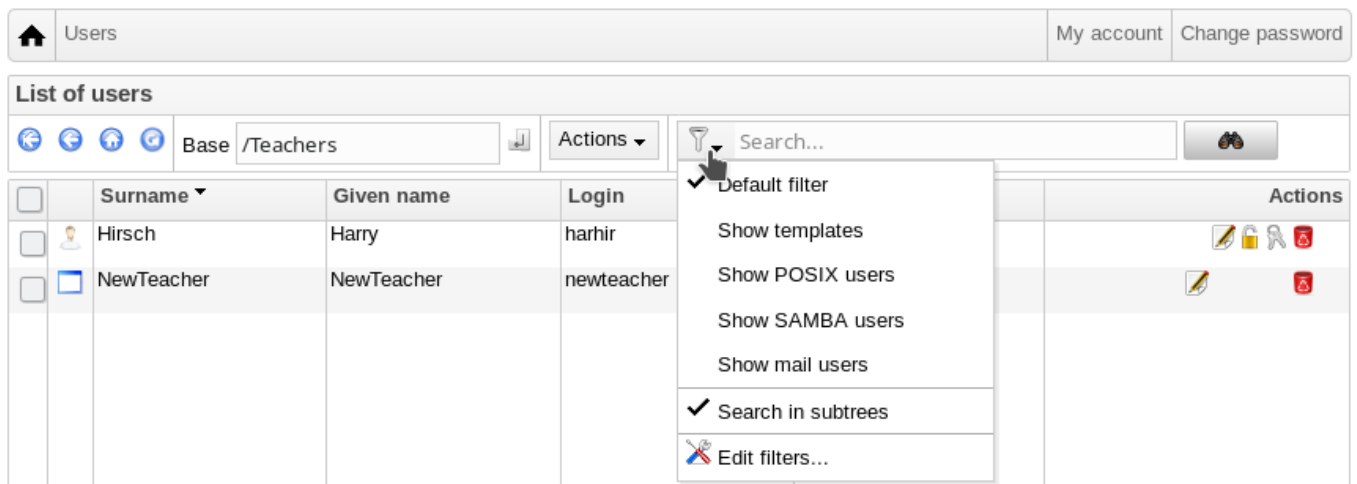 Users My account Change password
List of users
Base /Teachers Actions Search...
Surname Given name Login Actions
Hirsch Harry harhir
NewTeacher NewTeacher newteacher
Default filter
Show templates
Show POSIX users
Show SAMBA users
Show mail users
Search in subtrees
Edit filters...